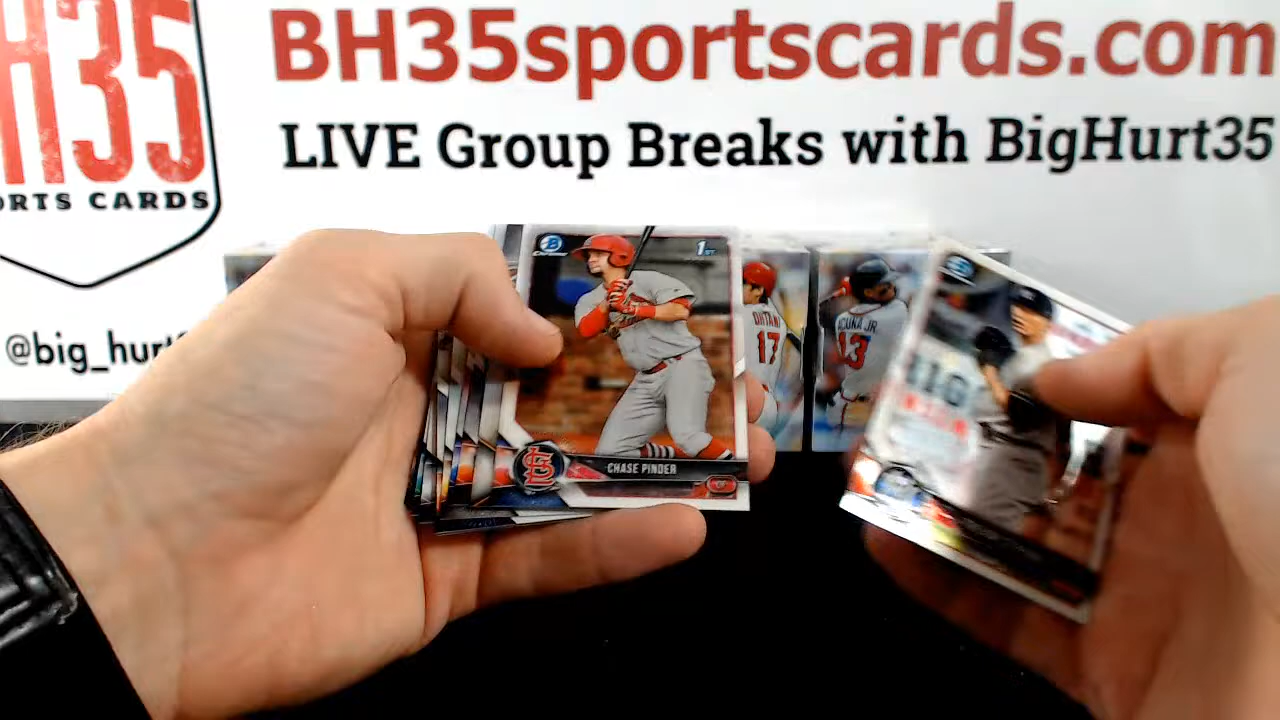 H35
ORTS CARDS
BH35sportscards.com
LIVE Group Breaks with BigHurt35
@big_hur
CHROME
1ST
CHASE PINDER
OHTANI
17
ACUNA JR.
13